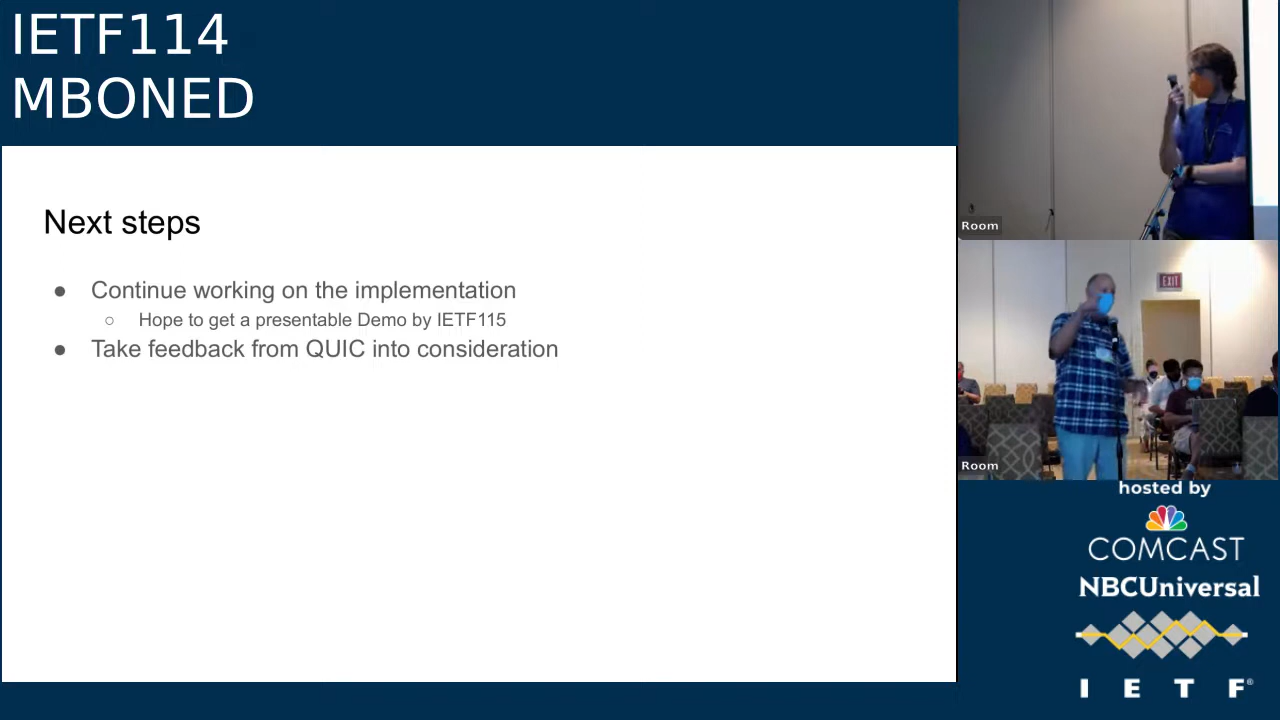 IETF114
MBONED
Next steps
● Continue working on the implementation
○ Hope to get a presentable Demo by IETF115
● Take feedback from QUIC into consideration
Room
EXIT
Room
hosted by
COMCAST
NBCUniversal
I E T F®